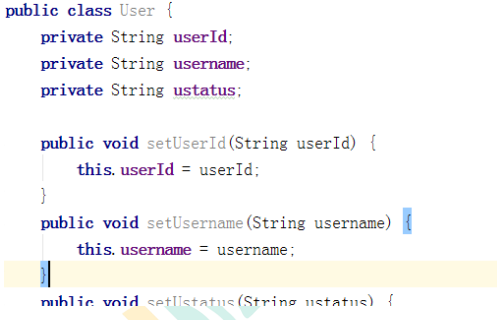 public class User {
private String userId;
private String username;
private String ustatus;
public void setUserId(String userId) {
this.userId = userId;
}
public void setUsername(String username) {
this.username = username;
}
public void setUstatus(String ustatus) {